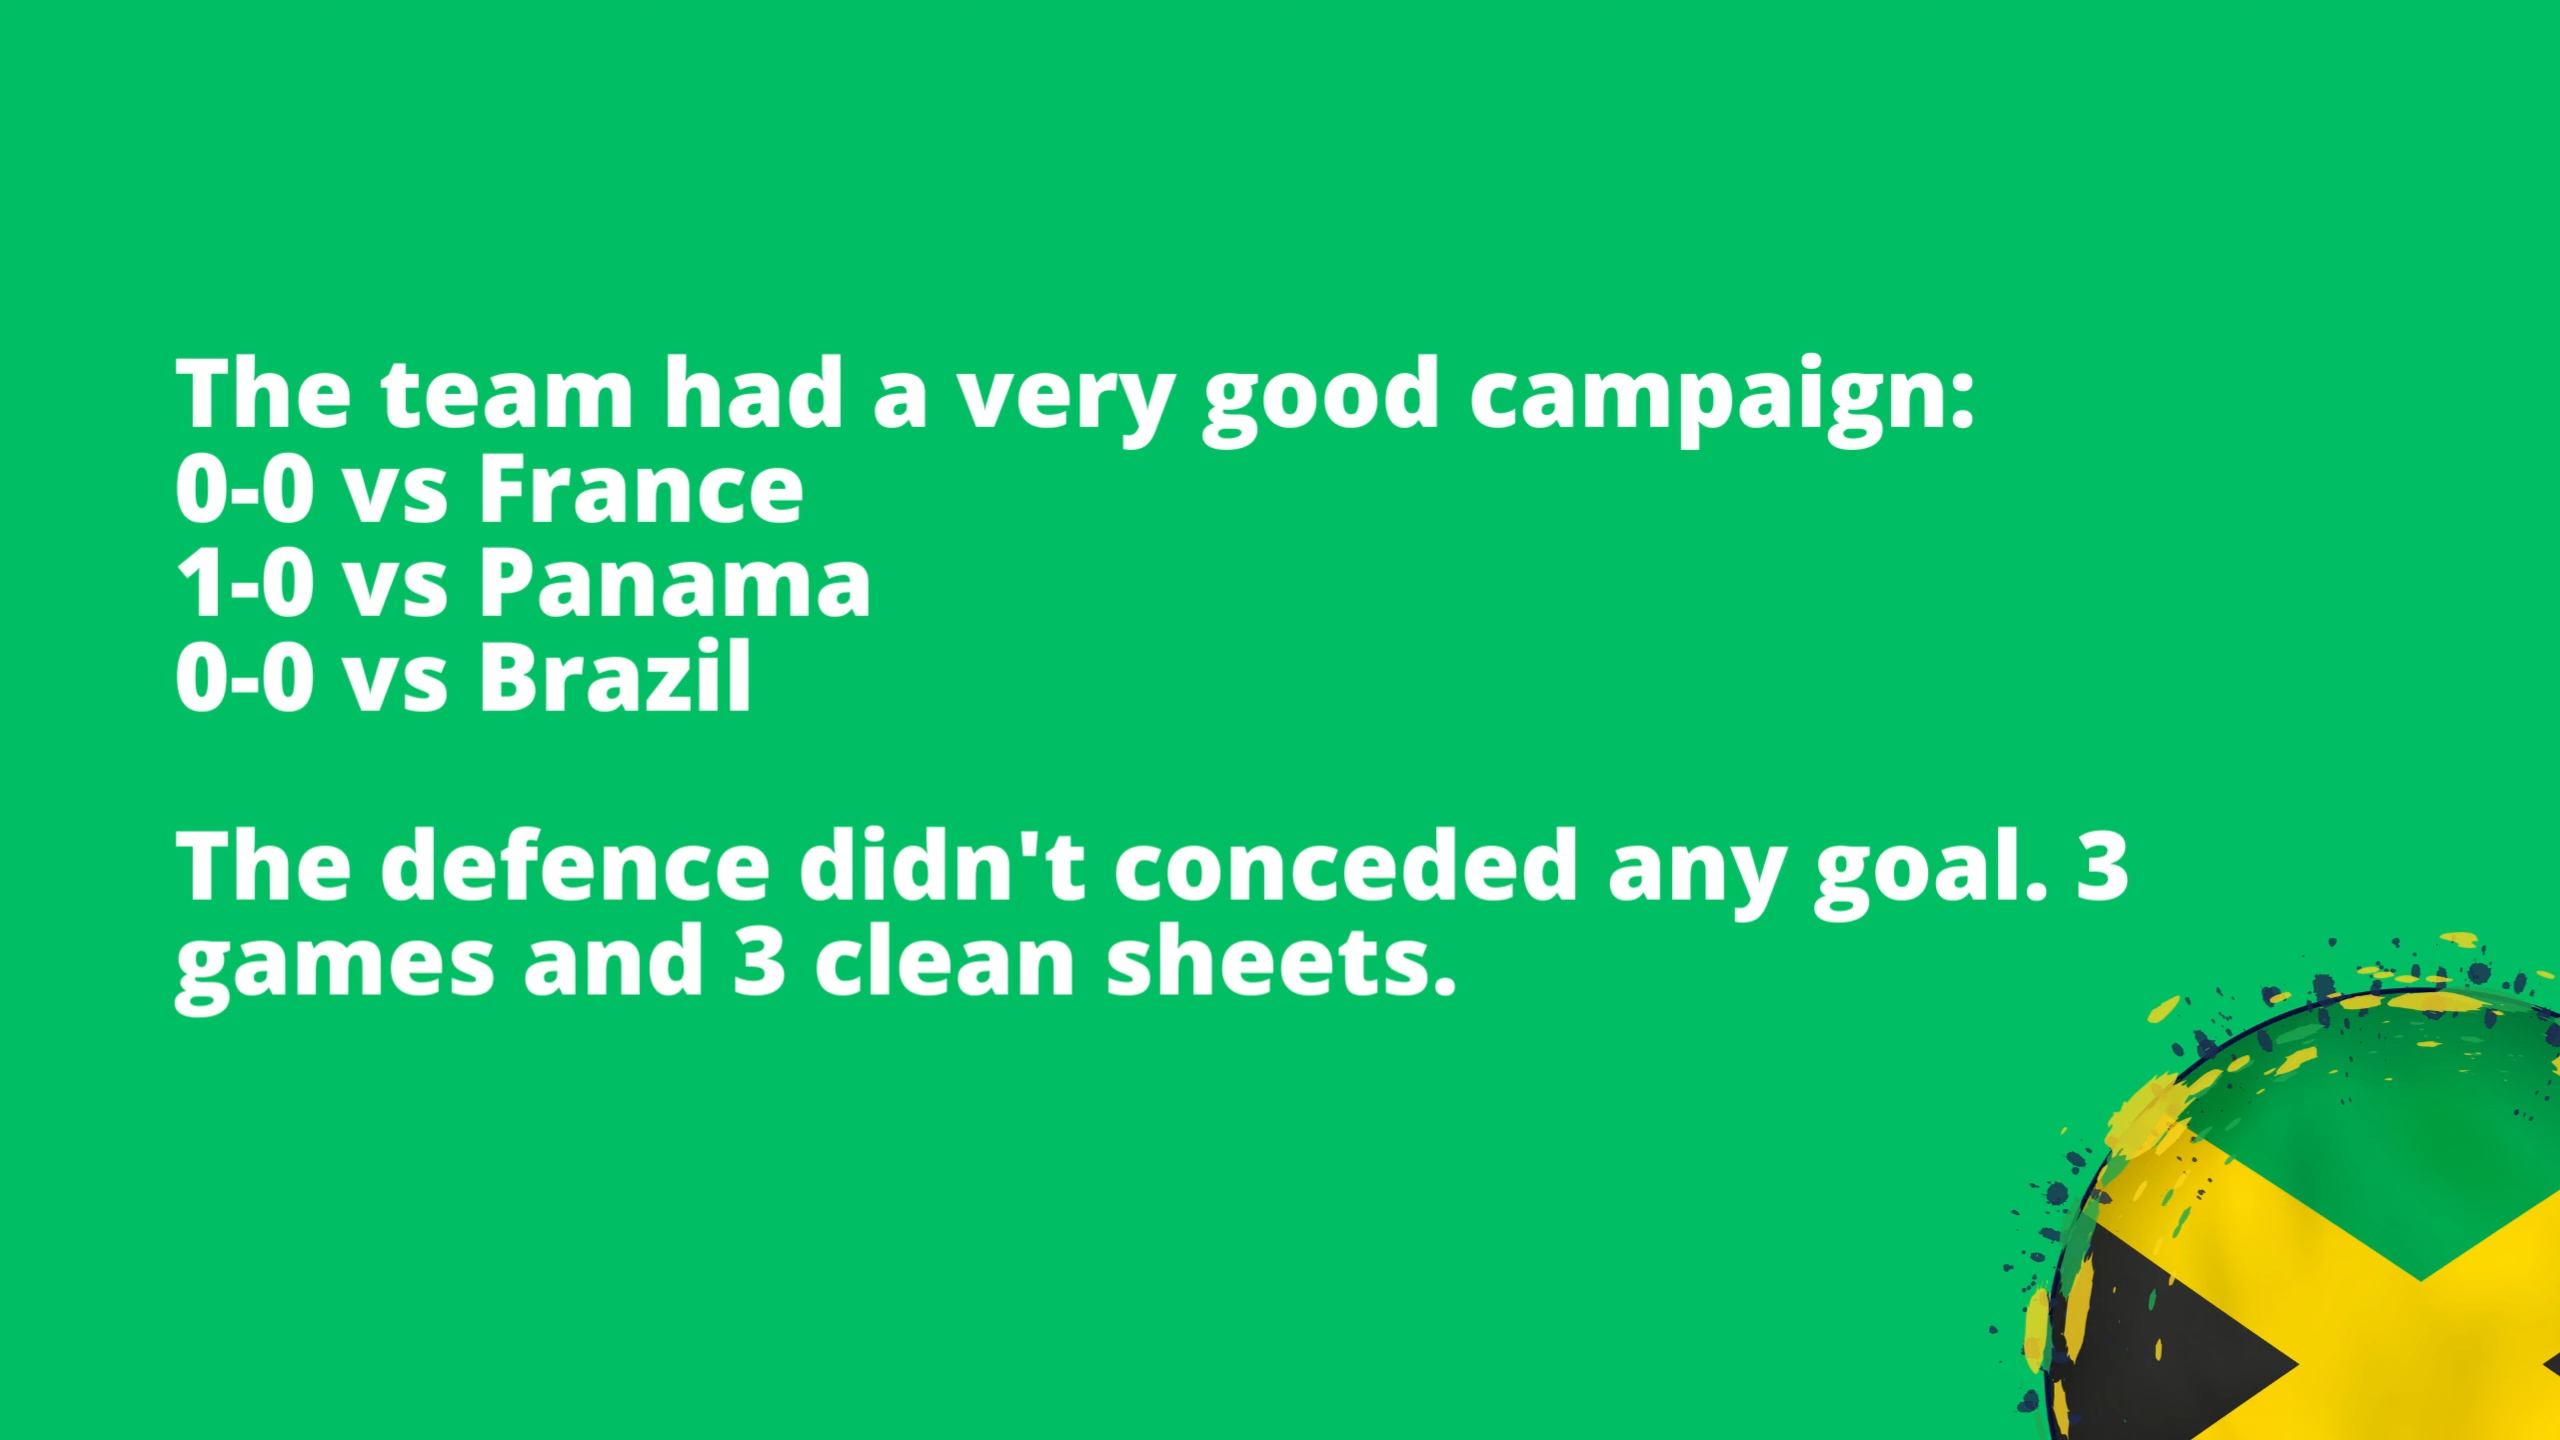 The team had a very good campaign:
0-0 vs France
1-0 vs Panama
0-0 vs Brazil
The defence didn't conceded any goal. 3
games and 3 clean sheets.